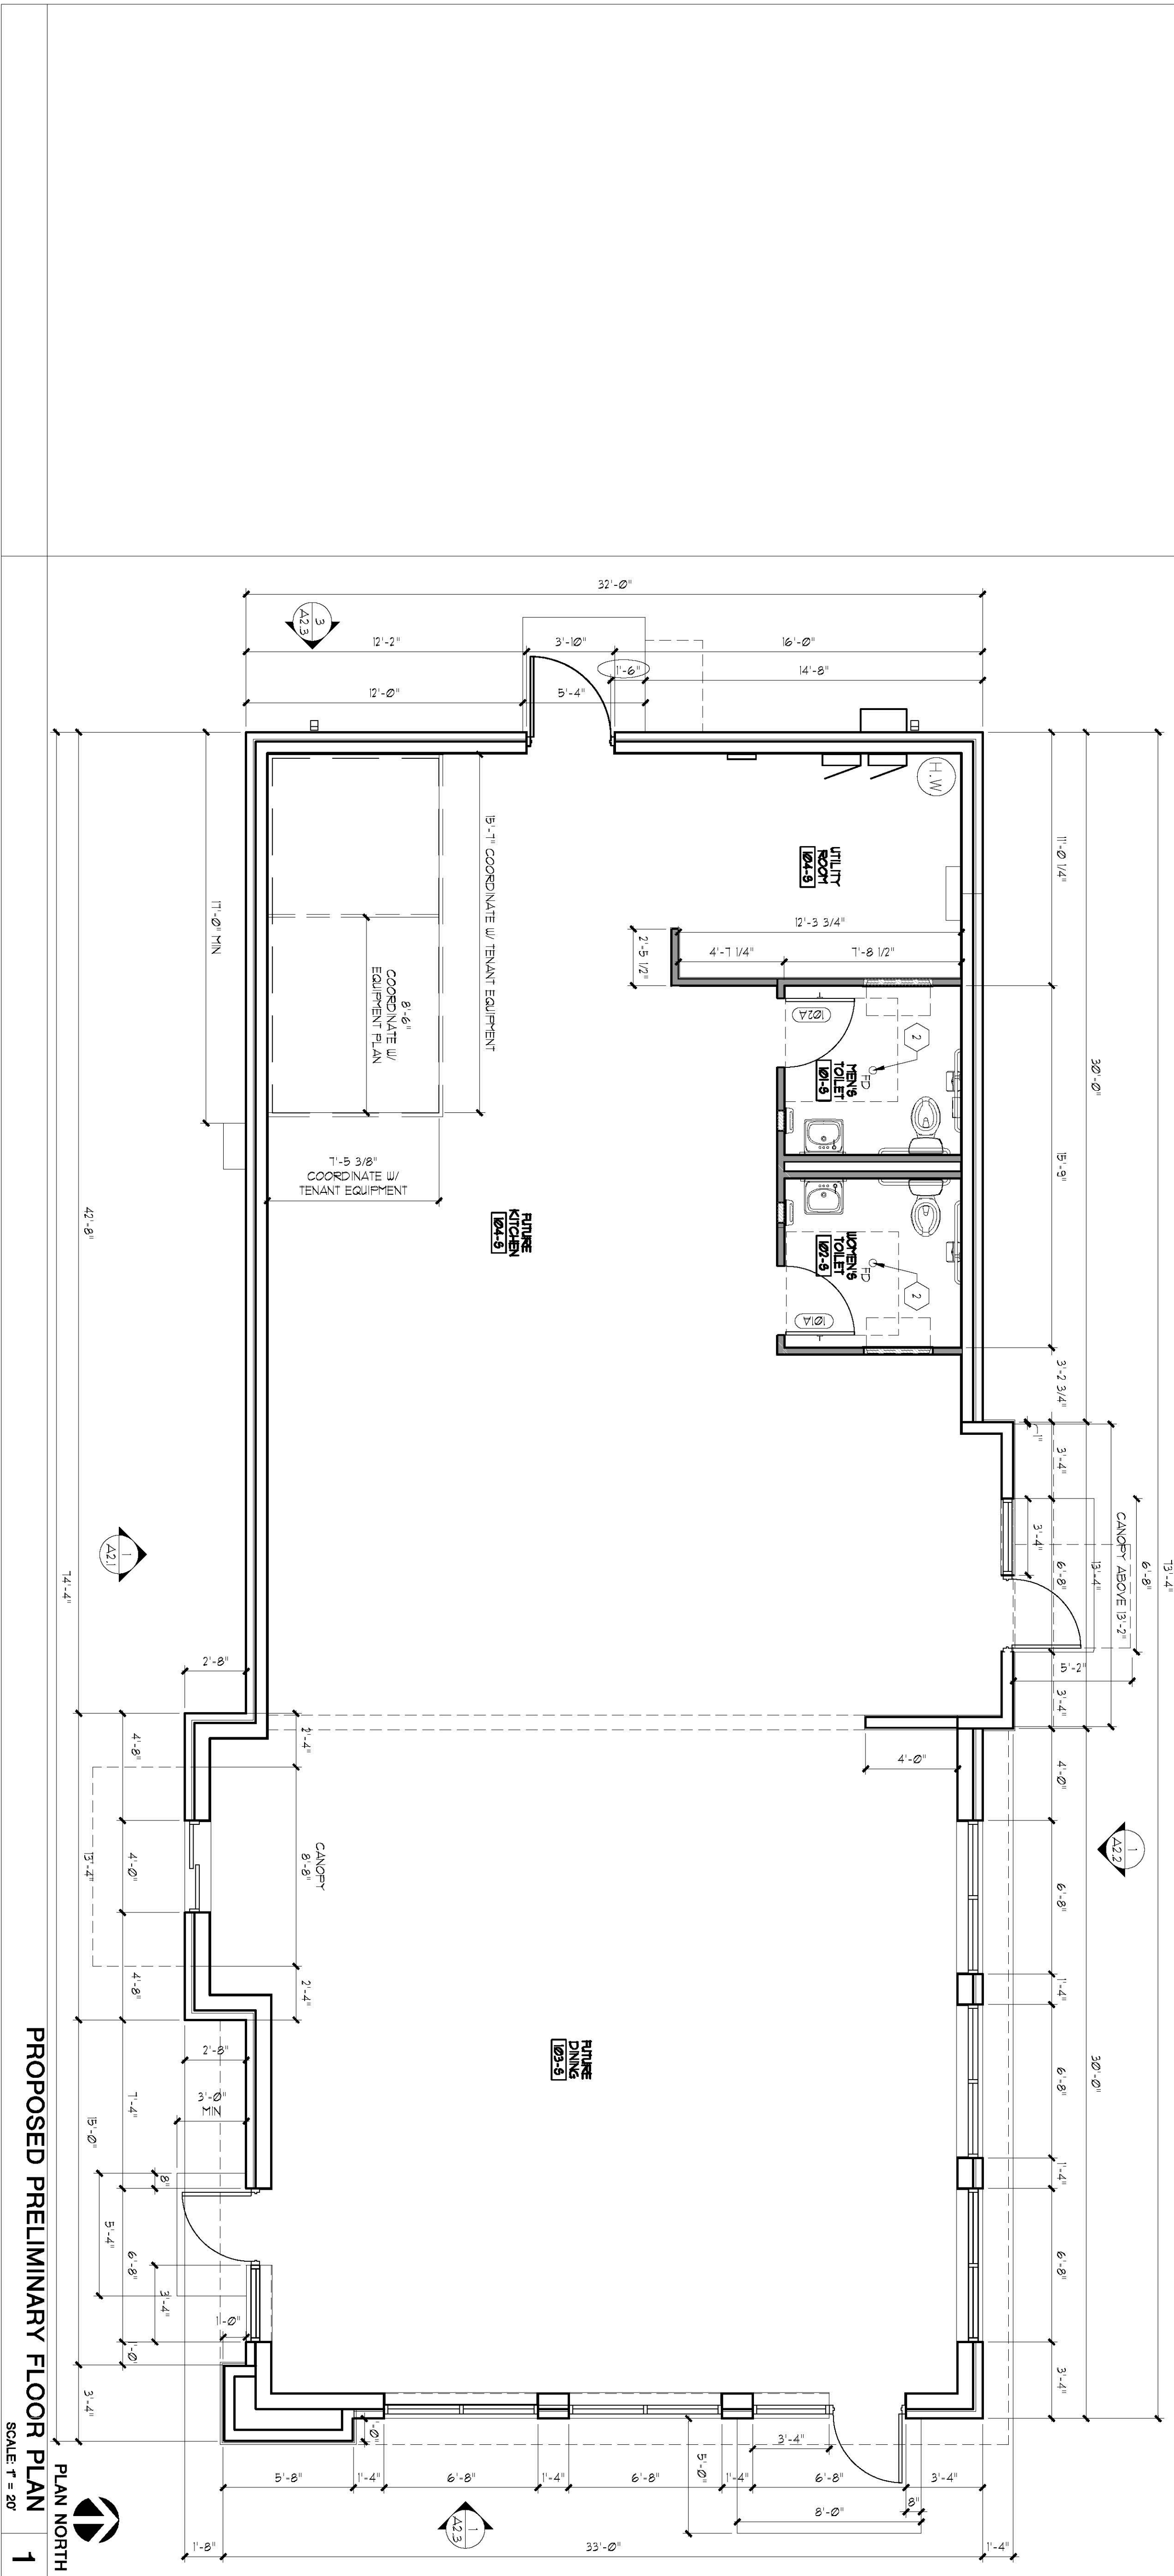 32'-0"
12'-2"
3'-10"
16'-0"
1'-6"
14'-8"
12'-0"
5'-4"
3
A2.3
73'-4"
30'-0"
13'-4"
30'-0"
11'-0 1/4"
15'-9"
3'-2 3/4"
3'-4"
6'-8"
3'-4"
4'-0"
6'-8"
1'-4"
6'-8"
1'-4"
6'-8"
3'-4"
CANOPY ABOVE 13'-2"
6'-8"
1"
3'-4"
5'-2"
1
A2.2
H.W.
UTILITY
ROOM
104-S
12'-3 3/4"
4'-7 1/4"
7'-8 1/2"
2'-5 1/2"
102A
2
FD
MEN'S
TOILET
101-S
WOMEN'S
TOILET
102-S
FD
2
101A
15'-7" COORDINATE W/ TENANT EQUIPMENT
8'-6"
COORDINATE W/
EQUIPMENT PLAN
7'-5 3/8"
COORDINATE W/
TENANT EQUIPMENT
17'-0" MIN
FUTURE
KITCHEN
104-S
4'-0"
FUTURE
DINING
103-S
2'-4"
CANOPY
8'-8"
2'-4"
2'-8"
4'-8"
4'-0"
4'-8"
2'-8"
3'-0"
MIN
7'-4"
8"
5'-4"
6'-8"
3'-4"
1'-0"
1'-0"
42'-8"
13'-4"
15'-0"
3'-4"
74'-4"
1
A2.1
1'-0"
5'-0"
3'-4"
5'-8"
1'-4"
6'-8"
1'-4"
6'-8"
1'-4"
6'-8"
3'-4"
8'-0"
8"
1'-8"
33'-0"
1'-4"
1
A2.3
PLAN NORTH
PROPOSED PRELIMINARY FLOOR PLAN
SCALE: 1" = 20'
1